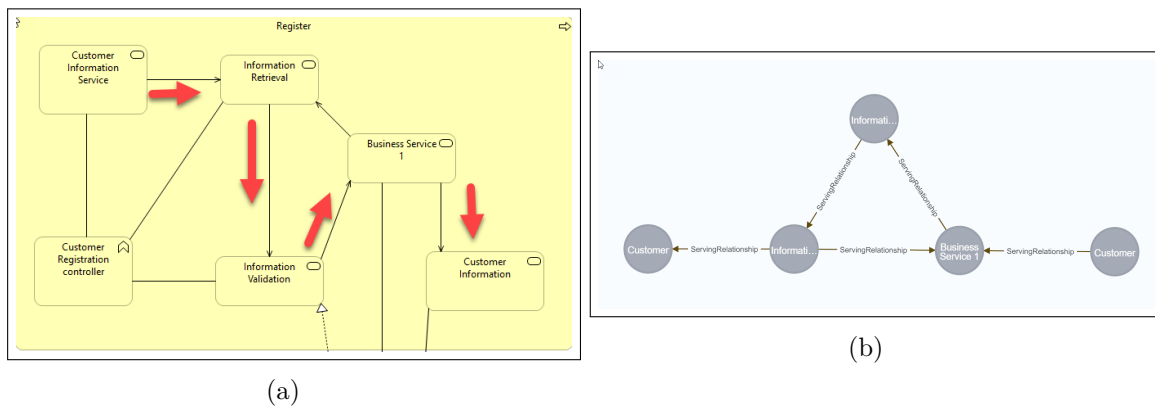 Register
Customer
Information
Service
Information
Retrieval
Business Service
1
Customer
Registration
controller
Information
Validation
Customer
Information
(a)
Informati...
ServingRelationship
ServingRelationship
Customer
ServingRelationship
Informati...
ServingRelationship
Business
Service 1
ServingRelationship
Customer
(b)